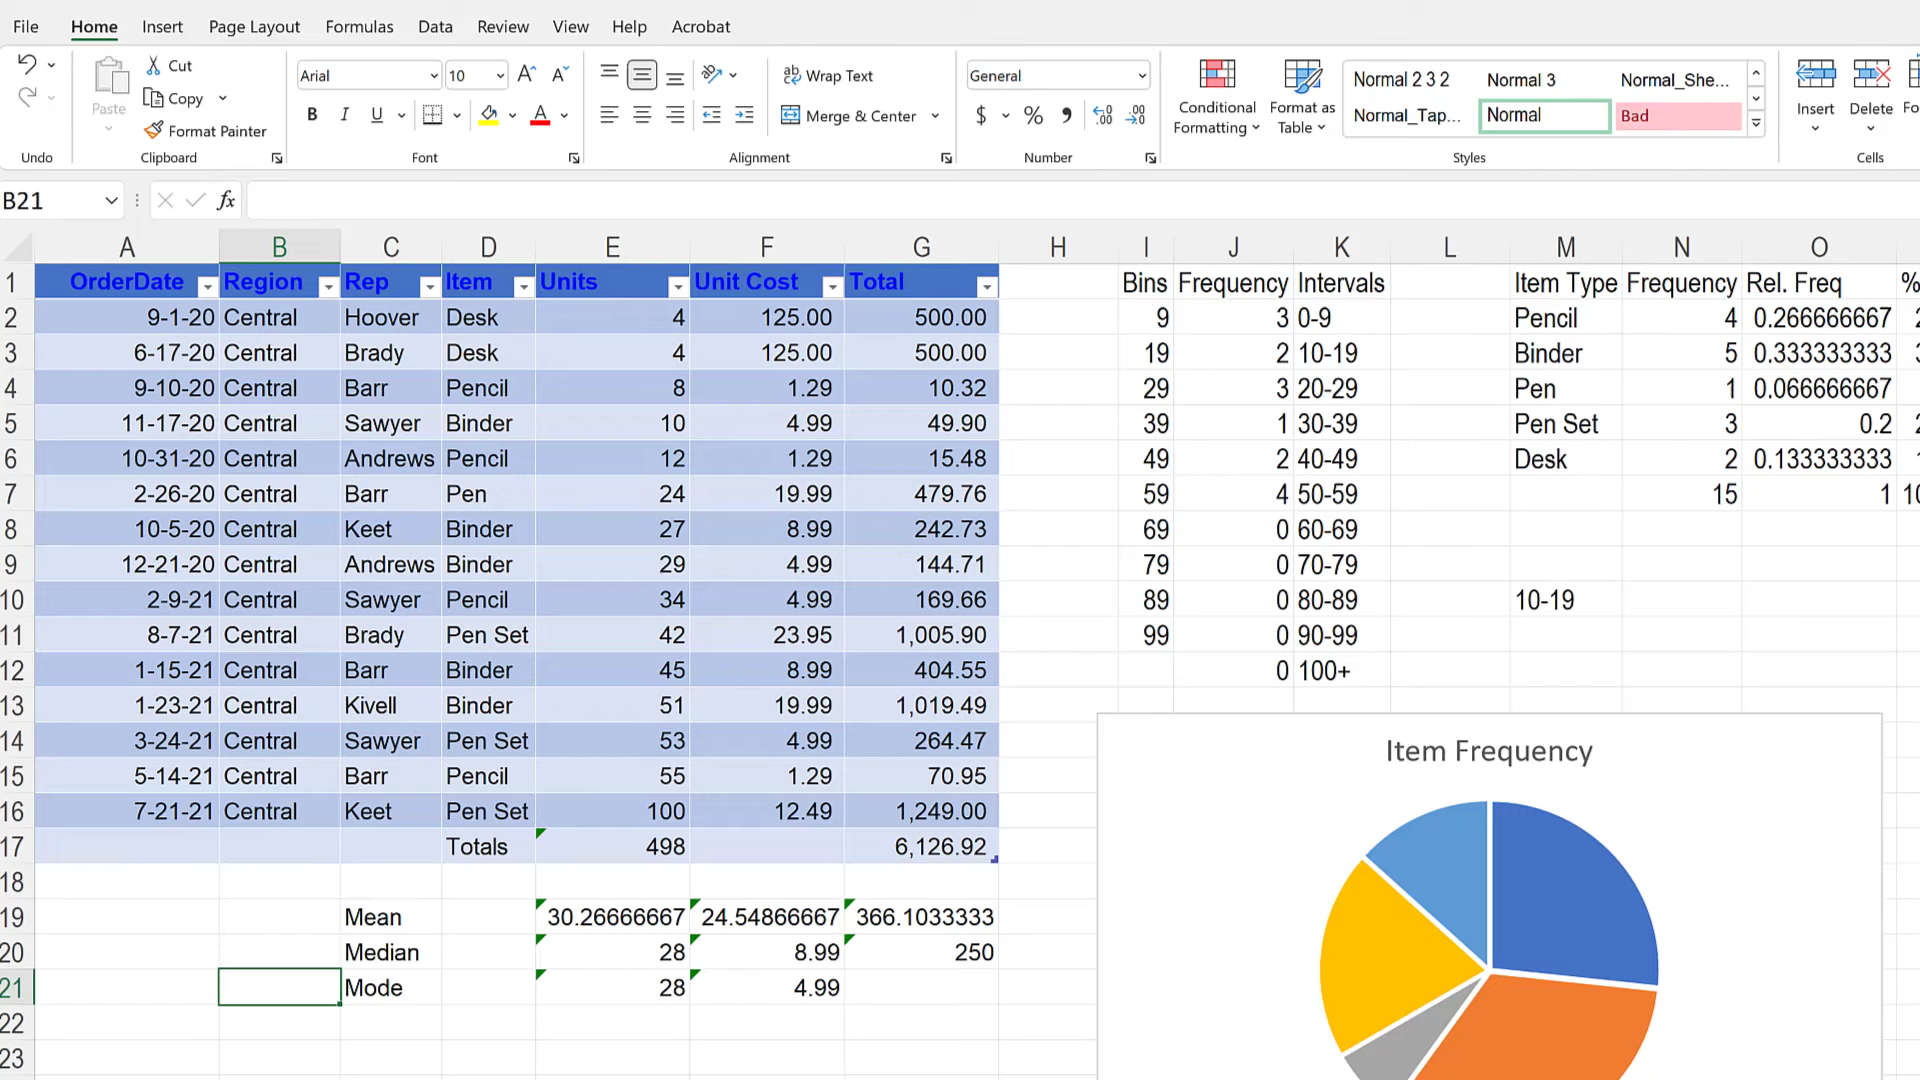 File Home Insert Page Layout Formulas Data Review View Help Acrobat
Cut
Copy
Format Painter
Paste
Arial 10
B I U
Wrap Text
Merge & Center
General
$ % ,
Conditional Formatting
Format as Table
Normal 2 3 2 Normal 3 Normal_She...
Normal_Tap... Normal Bad
Insert Delete
Undo Clipboard Font Alignment Number Styles Cells
B21 fx
A B C D E F G H I J K L M N O
1 OrderDate Region Rep Item Units Unit Cost Total Bins Frequency Intervals Item Type Frequency Rel. Freq %
2 9-1-20 Central Hoover Desk 4 125.00 500.00 9 3 0-9 Pencil 4 0.266666667
3 6-17-20 Central Brady Desk 4 125.00 500.00 19 2 10-19 Binder 5 0.333333333
4 9-10-20 Central Barr Pencil 8 1.29 10.32 29 3 20-29 Pen 1 0.066666667
5 11-17-20 Central Sawyer Binder 10 4.99 49.90 39 1 30-39 Pen Set 3 0.2
6 10-31-20 Central Andrews Pencil 12 1.29 15.48 49 2 40-49 Desk 2 0.133333333
7 2-26-20 Central Barr Pen 24 19.99 479.76 59 4 50-59 15 1
8 10-5-20 Central Keet Binder 27 8.99 242.73 69 0 60-69
9 12-21-20 Central Andrews Binder 29 4.99 144.71 79 0 70-79
10 2-9-21 Central Sawyer Pencil 34 4.99 169.66 89 0 80-89 10-19
11 8-7-21 Central Brady Pen Set 42 23.95 1,005.90 99 0 90-99
12 1-15-21 Central Barr Binder 45 8.99 404.55 0 100+
13 1-23-21 Central Kivell Binder 51 19.99 1,019.49
14 3-24-21 Central Sawyer Pen Set 53 4.99 264.47
15 5-14-21 Central Barr Pencil 55 1.29 70.95
16 7-21-21 Central Keet Pen Set 100 12.49 1,249.00
17 Totals 498 6,126.92
18
19 Mean 30.26666667 24.54866667 366.1033333
20 Median 28 8.99 250
21 Mode 28 4.99
22
23
Item Frequency